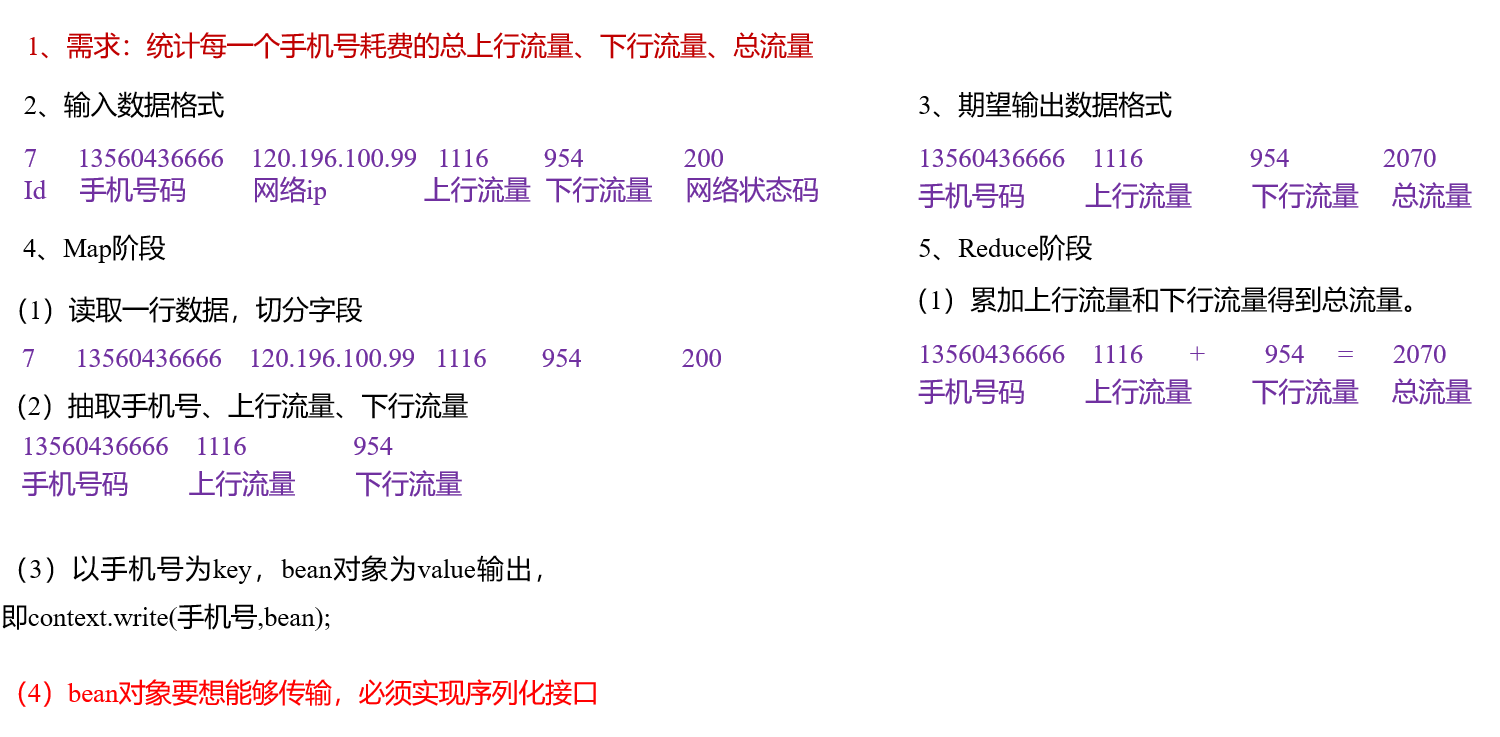 1、需求：统计每一个手机号耗费的总上行流量、下行流量、总流量
2、输入数据格式
7 13560436666 120.196.100.99 1116 954 200
Id 手机号码 网络ip 上行流量 下行流量 网络状态码
3、期望输出数据格式
13560436666 1116 954 2070
手机号码 上行流量 下行流量 总流量
4、Map阶段
（1）读取一行数据，切分字段
7 13560436666 120.196.100.99 1116 954 200
（2）抽取手机号、上行流量、下行流量
13560436666 1116 954
手机号码 上行流量 下行流量
（3）以手机号为key，bean对象为value输出，
即context.write(手机号,bean);
（4）bean对象要想能够传输，必须实现序列化接口
5、Reduce阶段
（1）累加上行流量和下行流量得到总流量。
13560436666 1116 + 954 = 2070
手机号码 上行流量 下行流量 总流量